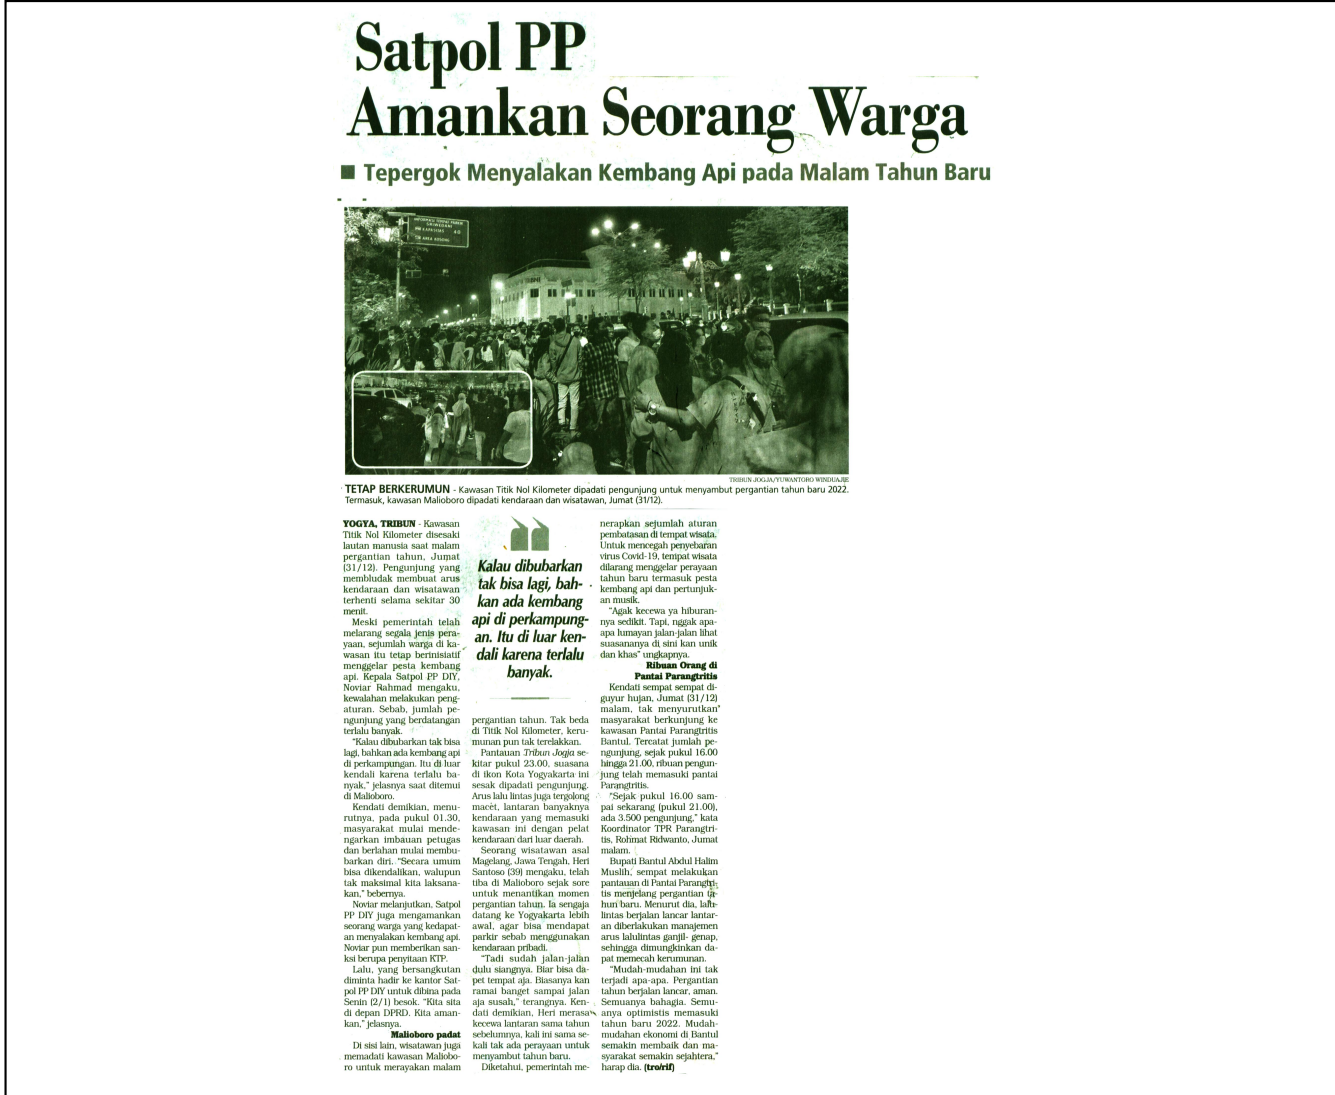 Satpol PP
Amankan Seorang Warga
Tepergok Menyalakan Kembang Api pada Malam Tahun Baru
TRIBUN JOGJA/YUWANTORO WINDUAJIE
TETAP BERKERUMUN - Kawasan Titik Nol Kilometer dipadati pengunjung untuk menyambut pergantian tahun baru 2022.
Termasuk, kawasan Malioboro dipadati kendaraan dan wisatawan, Jumat (31/12).
YOGYA, TRIBUN - Kawasan
Titik Nol Kilometer disesaki
lautan manusia saat malam
pergantian tahun, Jumat
(31/12). Pengunjung yang
membludak membuat arus
kendaraan dan wisatawan
terhenti selama sekitar 30
menit.
Meski pemerintah telah
melarang segala jenis pera-
yaan, sejumlah warga di ka-
wasan itu tetap berinisiatif
menggelar pesta kembang
api. Kepala Satpol PP DIY,
Noviar Rahmad mengaku,
kewalahan melakukan peng-
aturan. Sebab, jumlah pe-
ngunjung yang berdatangan
terlalu banyak.
"Kalau dibubarkan tak bisa
lagi, bahkan ada kembang api
di perkampungan. Itu di luar
kendali karena terlalu ba-
nyak," jelasnya saat ditemui
di Malioboro.
Kendati demikian, menu-
rutnya, pada pukul 01.30,
masyarakat mulai mende-
ngarkan imbauan petugas
dan berlahan mulai membu-
barkan diri. "Secara umum
bisa dikendalikan, walupun
tak maksimal kita laksana-
kan," bebernya.
Noviar melanjutkan, Satpol
PP DIY juga mengamankan
seorang warga yang kedapat-
an menyalakan kembang api.
Noviar pun memberikan san-
ksi berupa penyitaan KTP.
Lalu, yang bersangkutan
diminta hadir ke kantor Sat-
pol PP DIY untuk dibina pada
Senin (2/1) besok. "Kita sita
di depan DPRD. Kita aman-
kan," jelasnya.
Malioboro padat
Di sisi lain, wisatawan juga
memadati kawasan Maliobo-
ro untuk merayakan malam
Kalau dibubarkan
tak bisa lagi, bah-
kan ada kembang
api di perkampung-
an. Itu di luar ken-
dali karena terlalu
banyak.
pergantian tahun. Tak beda
di Titik Nol Kilometer, keru-
munan pun tak terelakkan.
Pantauan Tribun Jogja se-
kitar pukul 23.00, suasana
di ikon Kota Yogyakarta ini
sesak dipadati pengunjung.
Arus lalu lintas juga tergolong
macet, lantaran banyaknya
kendaraan yang memasuki
kawasan ini dengan pelat
kendaraan dari luar daerah.
Seorang wisatawan asal
Magelang, Jawa Tengah, Heri
Santoso (39) mengaku, telah
tiba di Malioboro sejak sore
untuk menantikan momen
pergantian tahun. Ia sengaja
datang ke Yogyakarta lebih
awal, agar bisa mendapat
parkir sebab menggunakan
kendaraan pribadi.
"Tadi sudah jalan-jalan
dulu siangnya. Biar bisa da-
pet tempat aja. Biasanya kan
ramai banget sampai jalan
aja susah," terangnya. Ken-
dati demikian, Heri merasa
kecewa lantaran sama tahun
sebelumnya, kali ini sama se-
kali tak ada perayaan untuk
menyambut tahun baru.
Diketahui, pemerintah me-
nerapkan sejumlah aturan
pembatasan di tempat wisata.
Untuk mencegah penyebaran
virus Covid-19, tempat wisata
dilarang menggelar perayaan
tahun baru termasuk pesta
kembang api dan pertunjuk-
an musik.
"Agak kecewa ya hiburan-
nya sedikit. Tapi, nggak apa-
apa lumayan jalan-jalan lihat
suasananya di sini kan unik
dan khas" ungkapnya.
Ribuan Orang di
Pantai Parangtritis
Kendati sempat sempat di-
guyur hujan, Jumat (31/12)
malam, tak menyurutkan
masyarakat berkunjung ke
kawasan Pantai Parangtritis
Bantul. Tercatat jumlah pe-
ngunjung, sejak pukul 16.00
hingga 21.00, ribuan pengun-
jung telah memasuki pantai
Parangtritis.
"Sejak pukul 16.00 sam-
pai sekarang (pukul 21.00),
ada 3.500 pengunjung," kata
Koordinator TPR Parangtri-
tis, Rohmat Ridwanto, Jumat
malam.
Bupati Bantul Abdul Halim
Muslih, sempat melakukan
pantauan di Pantai Parangtri-
tis menjelang pergantian ta-
hun baru. Menurut dia, lalu-
lintas berjalan lancar lantar-
an diberlakukan manajemen
arus lalulintas ganjil- genap,
sehingga dimungkinkan da-
pat memecah kerumunan.
"Mudah-mudahan ini tak
terjadi apa-apa. Pergantian
tahun berjalan lancar, aman.
Semuanya bahagia. Semu-
anya optimistis memasuki
tahun baru 2022. Mudah-
mudahan ekonomi di Bantul
semakin membaik dan ma-
syarakat semakin sejahtera,"
harap dia. (tro/rif)